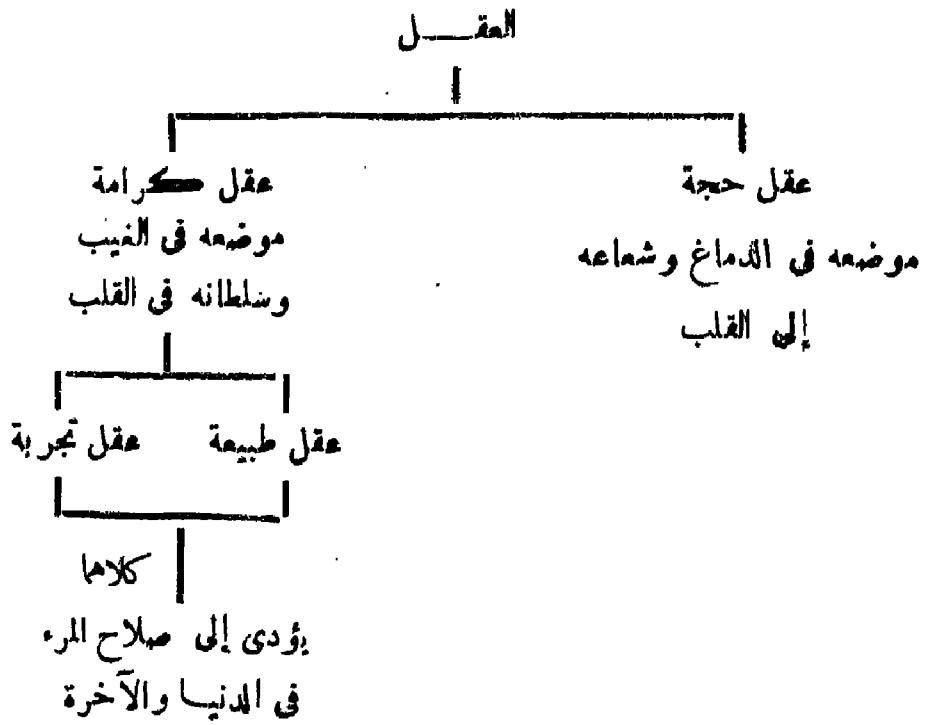 العقل
عقل حجة
موضعه في الدماغ وشعاعه
إلى القلب
عقل كرامة
موضعه فى الغيب
وسلطانه فى القلب
عقل طبيعة
عقل تجربة
كلاهما
يؤدى إلى صلاح المرء
فى الدنيا والآخرة